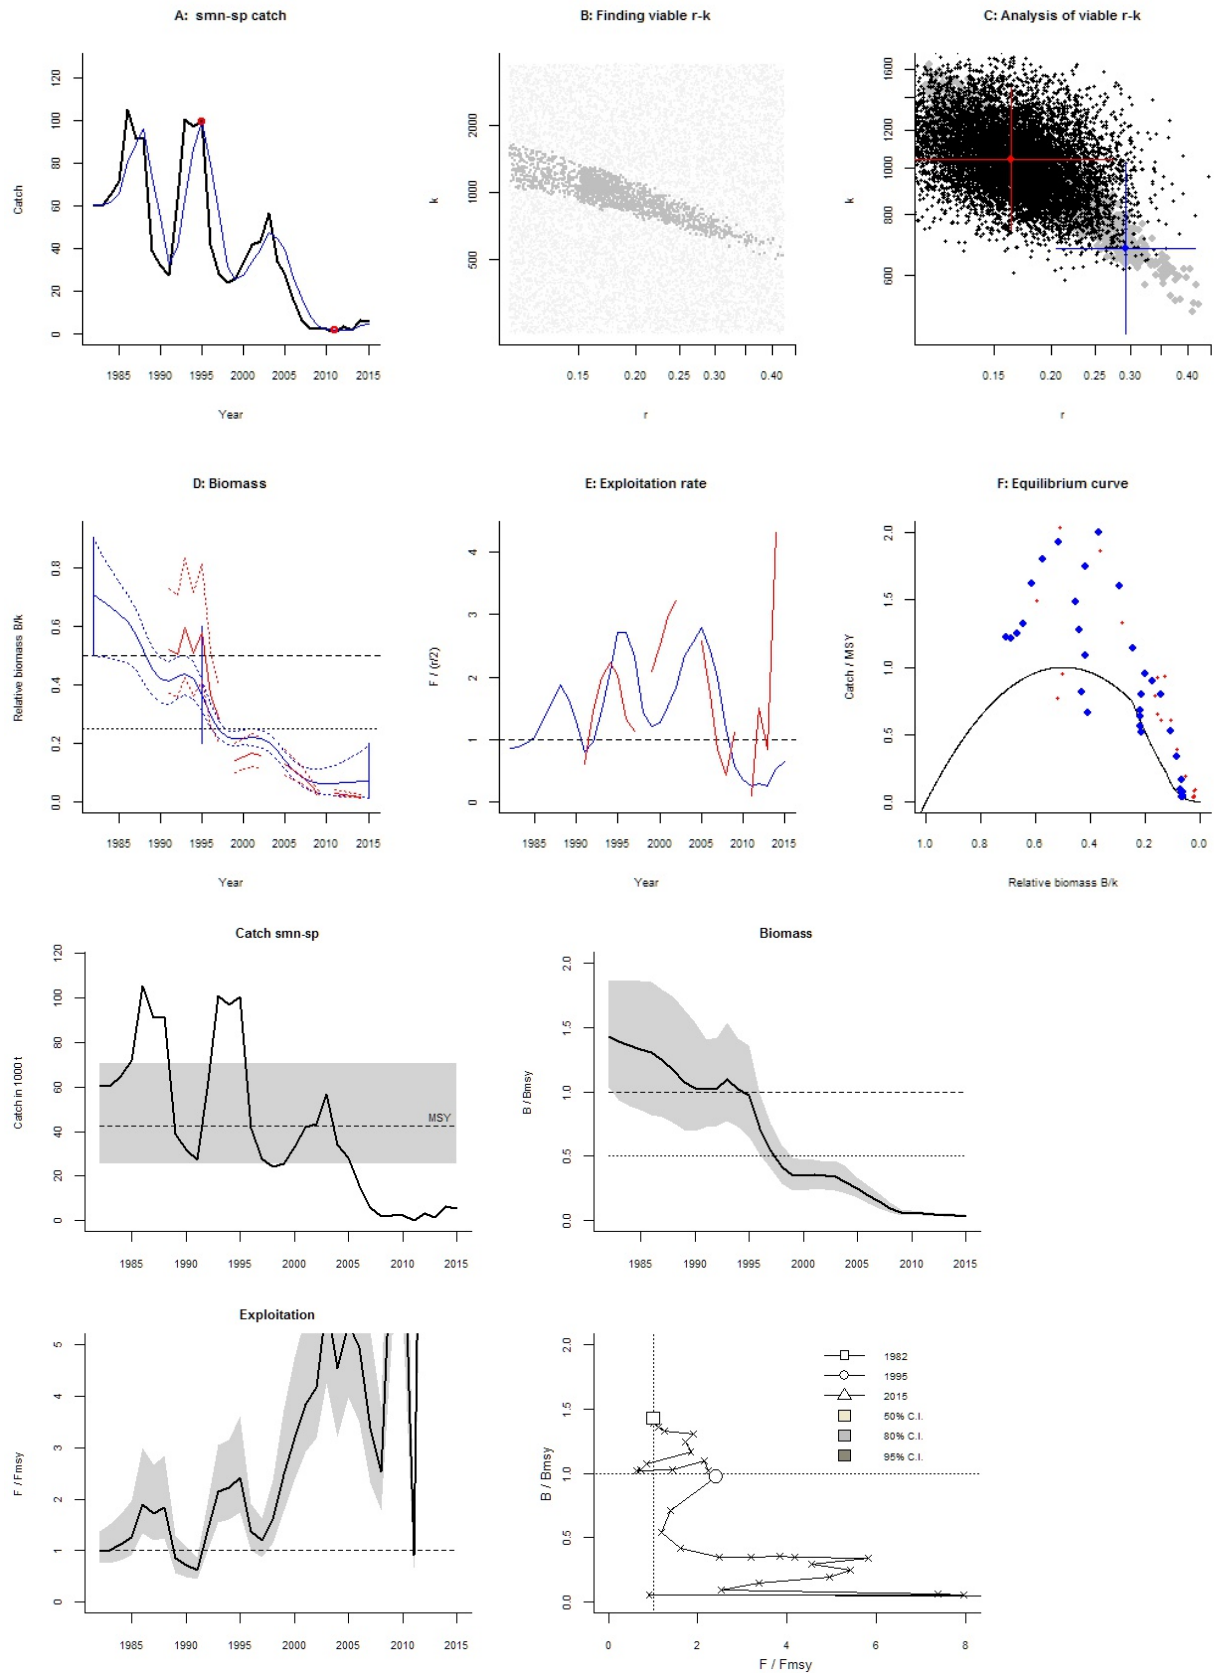 A: smn-sp catch
B: Finding viable r-k
C: Analysis of viable r-k
Catch
0
20
40
60
80
100
120
1985 1990 1995 2000 2005 2010 2015
Year
k
500
1000
2000
0.15 0.20 0.30 0.40
r
k
600
800
1000
1200
1600
0.15 0.20 0.30 0.40
r
D: Biomass
E: Exploitation rate
F: Equilibrium curve
Relative biomass B/k
0.0
0.2
0.4
0.6
0.8
1985 1990 1995 2000 2005 2010 2015
Year
F / (r/2)
0
1
2
3
4
1985 1990 1995 2000 2005 2010 2015
Year
Catch / MSY
0.0
0.5
1.0
1.5
2.0
1.0 0.8 0.6 0.4 0.2 0.0
Relative biomass B/k
Catch smn-sp
Biomass
Catch in 1000 t
0
20
40
60
80
100
120
MSY
1985 1990 1995 2000 2005 2010 2015
B / Bmsy
0.0
0.5
1.0
1.5
2.0
1985 1990 1995 2000 2005 2010 2015
Exploitation
F / Fmsy
0
1
2
3
4
5
1985 1990 1995 2000 2005 2010 2015
B / Bmsy
0.0
0.5
1.0
1.5
2.0
1982
1995
2015
50% C.I.
80% C.I.
95% C.I.
0 2 4 6 8
F / Fmsy